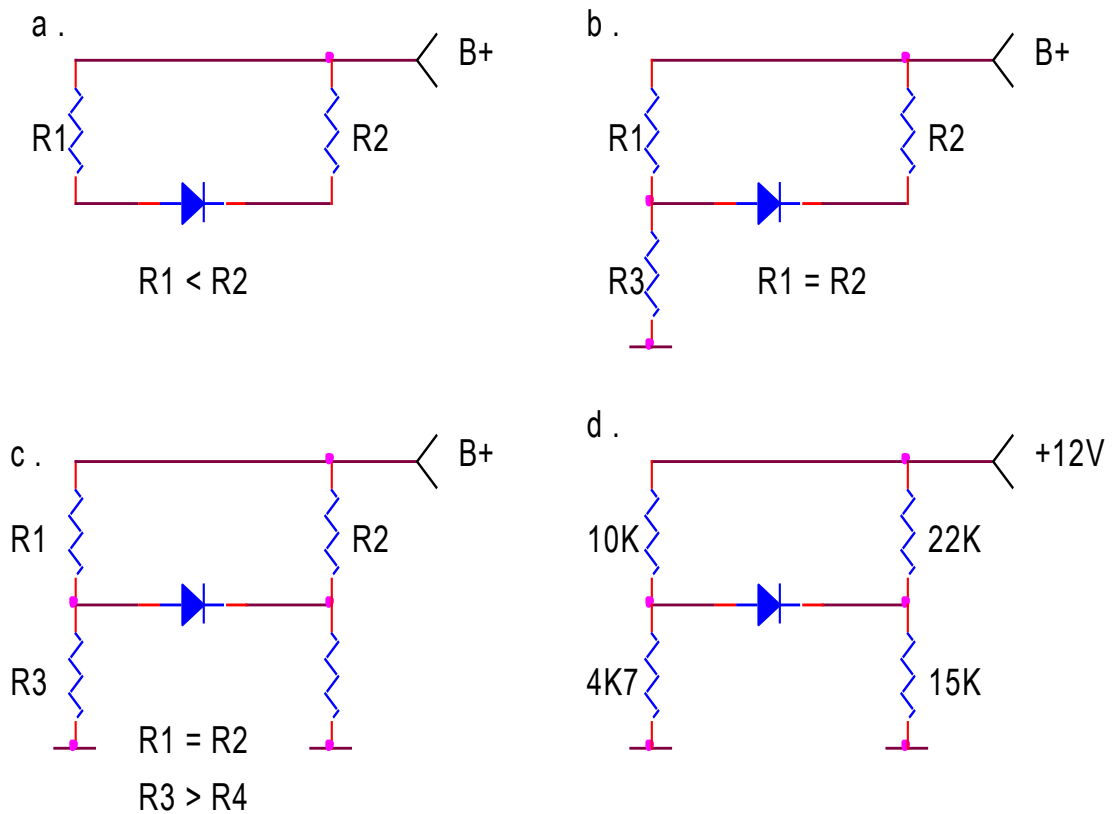 a .
B+
R1
R2
R1 < R2
b .
B+
R1
R2
R3
R1 = R2
c .
B+
R1
R2
R3
R1 = R2
R3 > R4
d .
+12V
10K
22K
4K7
15K